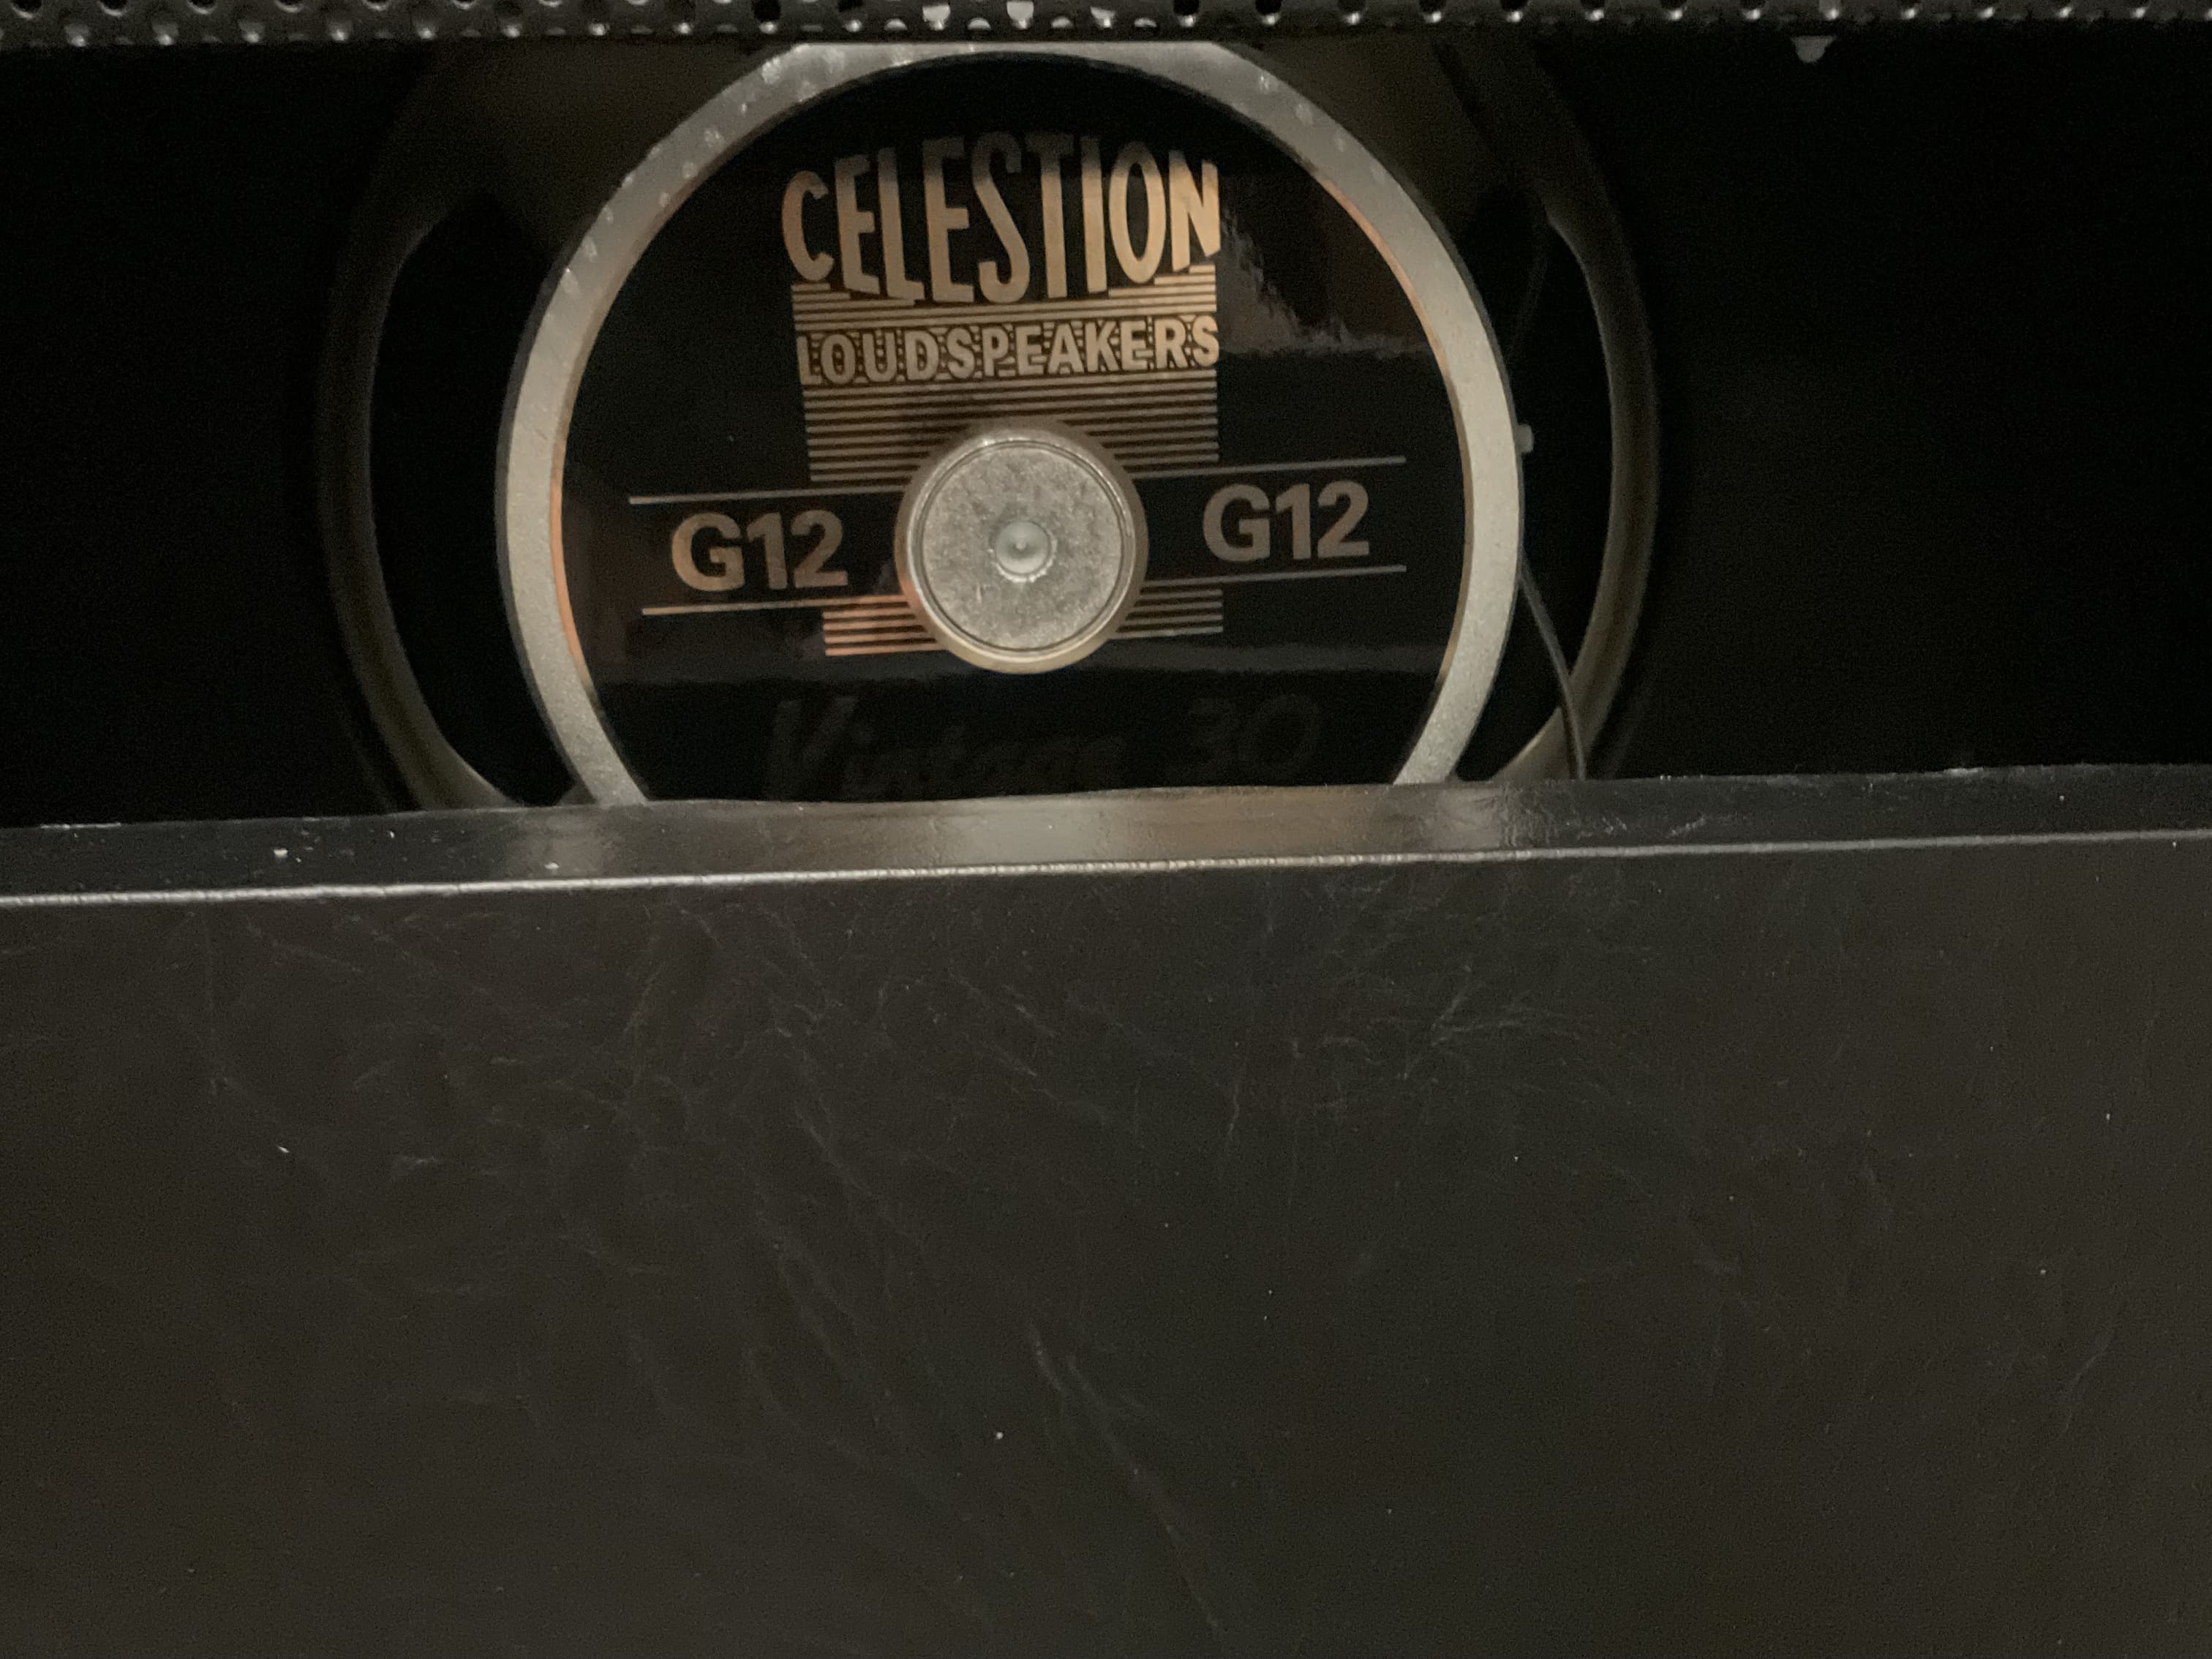 CELESTION
LOUDSPEAKERS
G12 G12
Vintage 30